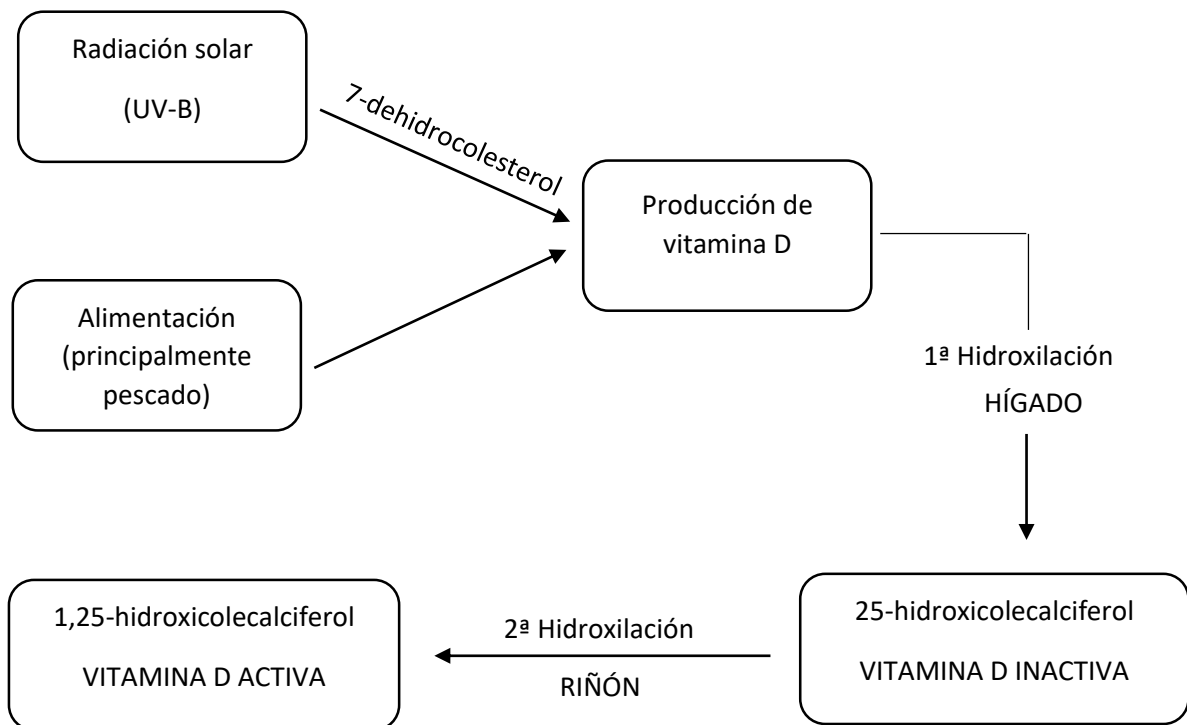 Radiación solar
(UV-B)
7-dehidrocolesterol
Producción de
vitamina D
Alimentación
(principalmente
pescado)
1ª Hidroxilación
HÍGADO
25-hidroxicolecalciferol
VITAMINA D INACTIVA
2ª Hidroxilación
RIÑÓN
1,25-hidroxicolecalciferol
VITAMINA D ACTIVA